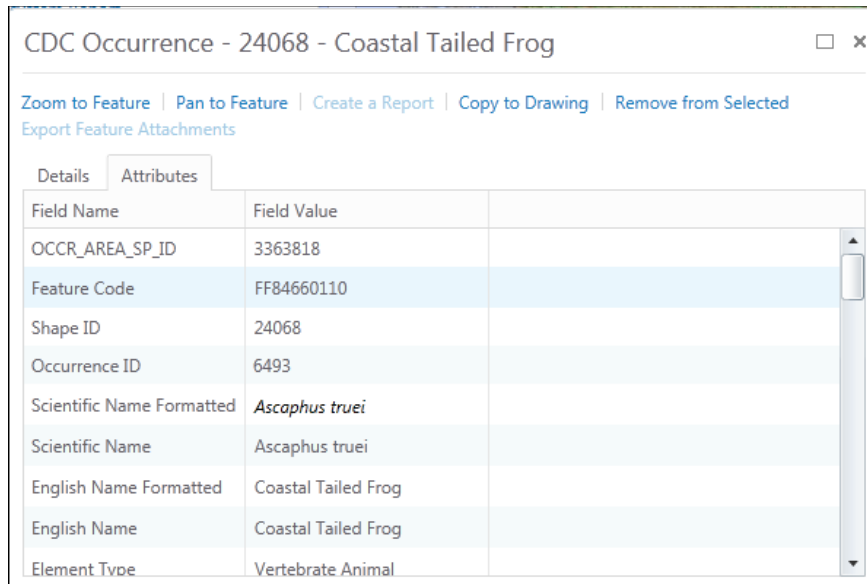 CDC Occurrence - 24068 - Coastal Tailed Frog
Zoom to Feature | Pan to Feature | Create a Report | Copy to Drawing | Remove from Selected
Export Feature Attachments
Details Attributes
Field Name Field Value
OCCR_AREA_SP_ID 3363818
Feature Code FF84660110
Shape ID 24068
Occurrence ID 6493
Scientific Name Formatted Ascaphus truei
Scientific Name Ascaphus truei
English Name Formatted Coastal Tailed Frog
English Name Coastal Tailed Frog
Element Type Vertebrate Animal